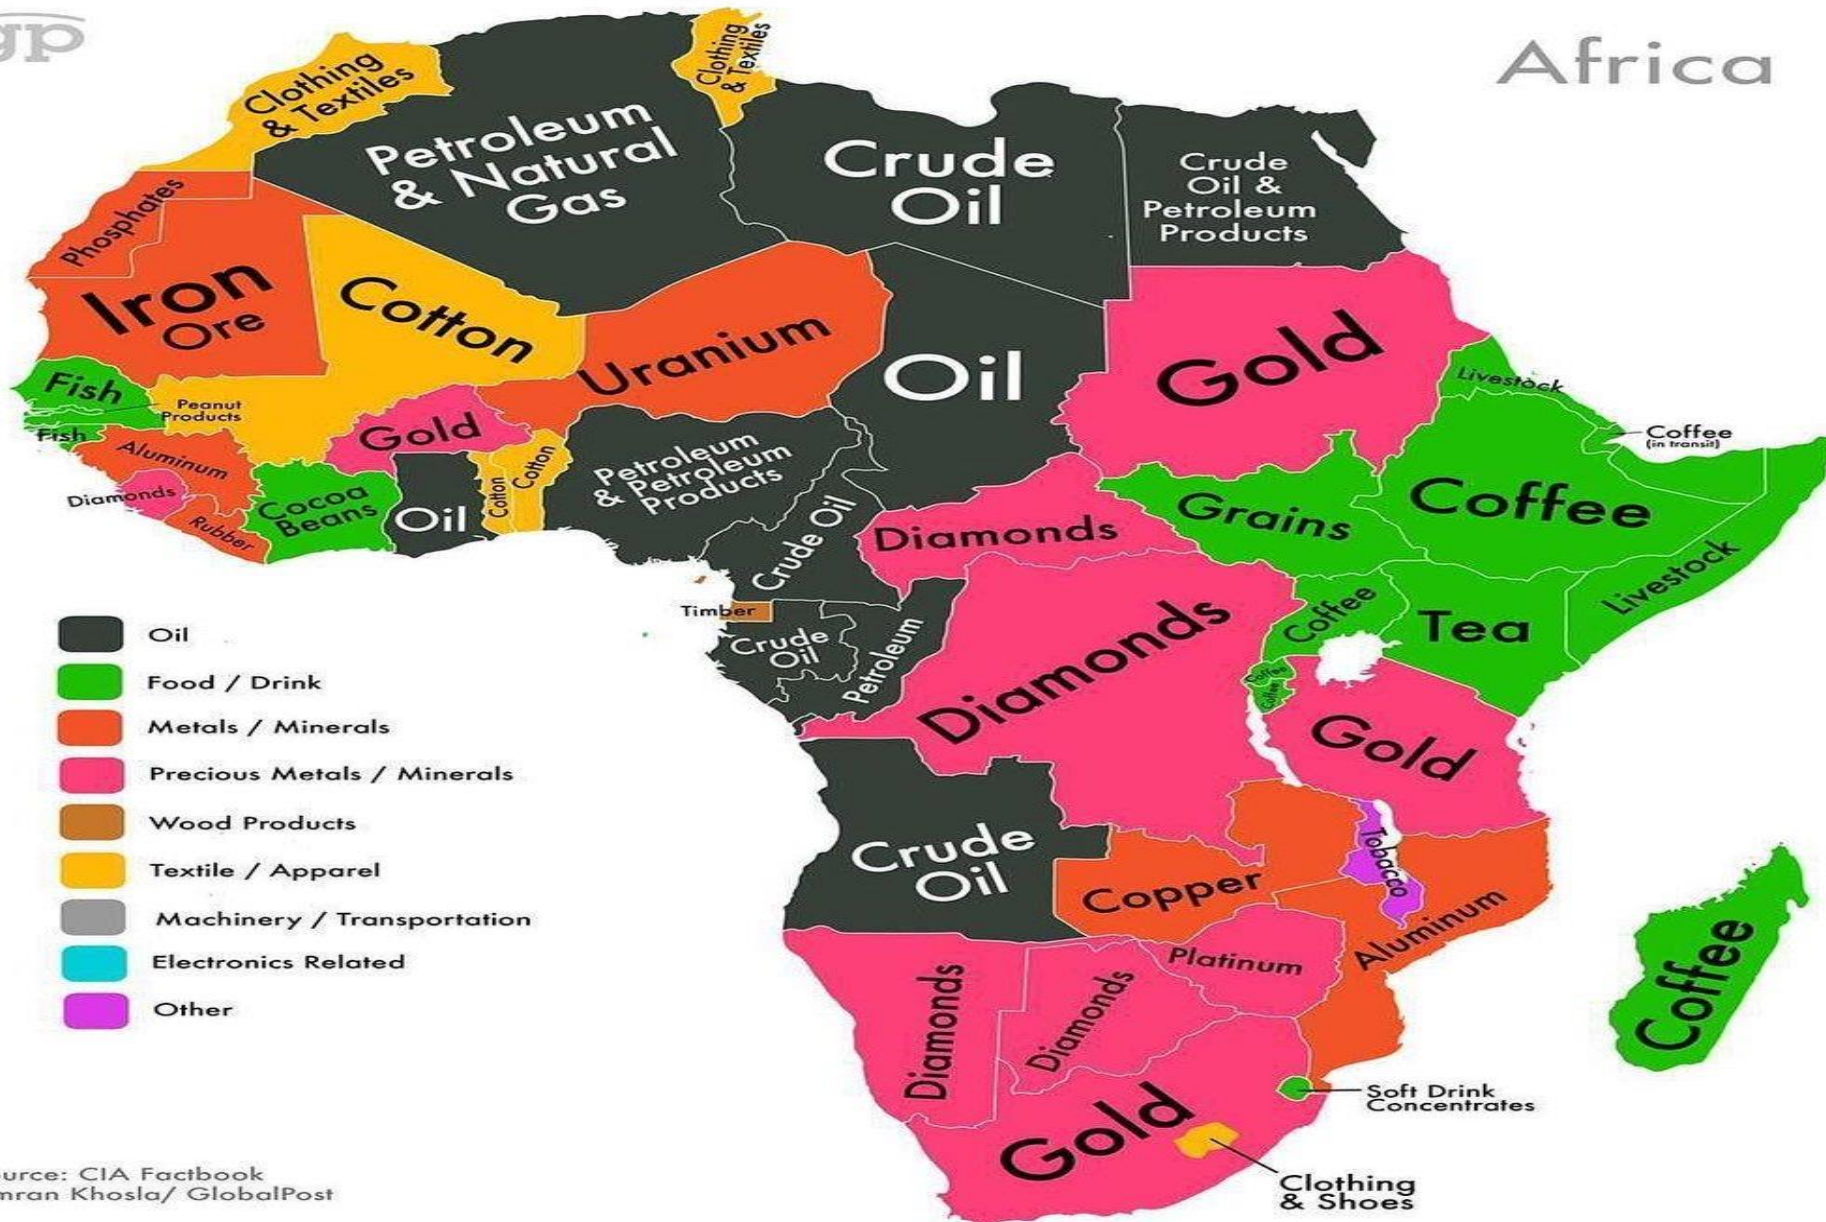 gp
Africa
Clothing
& Textiles
Clothing
& Textiles
Petroleum
& Natural
Gas
Crude
Oil
Crude
Oil &
Petroleum
Products
Phosphates
Iron
Ore
Cotton
Uranium
Oil
Gold
Livestock
Coffee
(in transit)
Fish
Peanut
Products
Fish
Gold
Aluminum
Diamonds
Rubber
Cocoa
Beans
Oil
Cotton
Cotton
Petroleum
& Petroleum
Products
Crude Oil
Diamonds
Grains
Coffee
Livestock
Timber
Crude
Oil
Petroleum
Diamonds
Coffee
Tea
Coffee
Coffee
Gold
Crude
Oil
Copper
Tobacco
Aluminum
Platinum
Diamonds
Diamonds
Coffee
Gold
Soft Drink
Concentrates
Clothing
& Shoes
Oil
Food / Drink
Metals / Minerals
Precious Metals / Minerals
Wood Products
Textile / Apparel
Machinery / Transportation
Electronics Related
Other
urce: CIA Factbook
mran Khosla/ GlobalPost